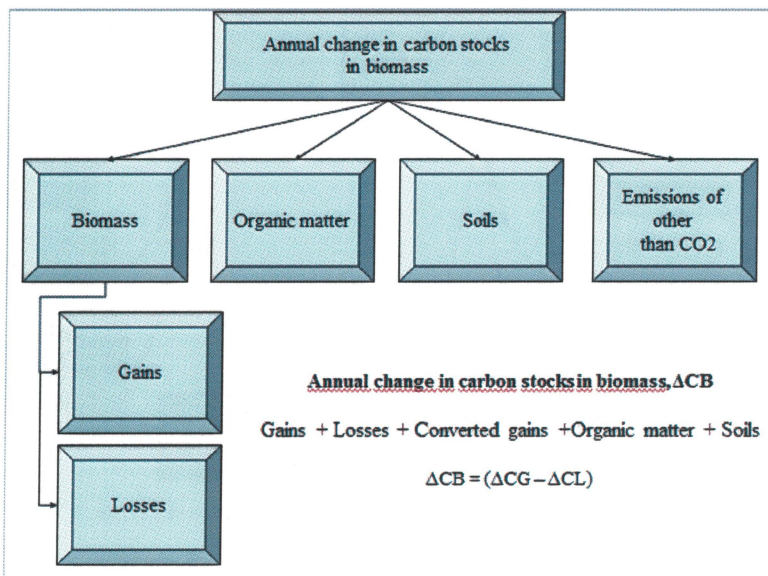 Annual change in carbon stocks
in biomass
Biomass
Organic matter
Soils
Emissions of
other
than CO2
Gains
Losses
Annual change in carbon stocks in biomass, ΔCB
Gains + Losses + Converted gains +Organic matter + Soils
ΔCB = (ΔCG – ΔCL)